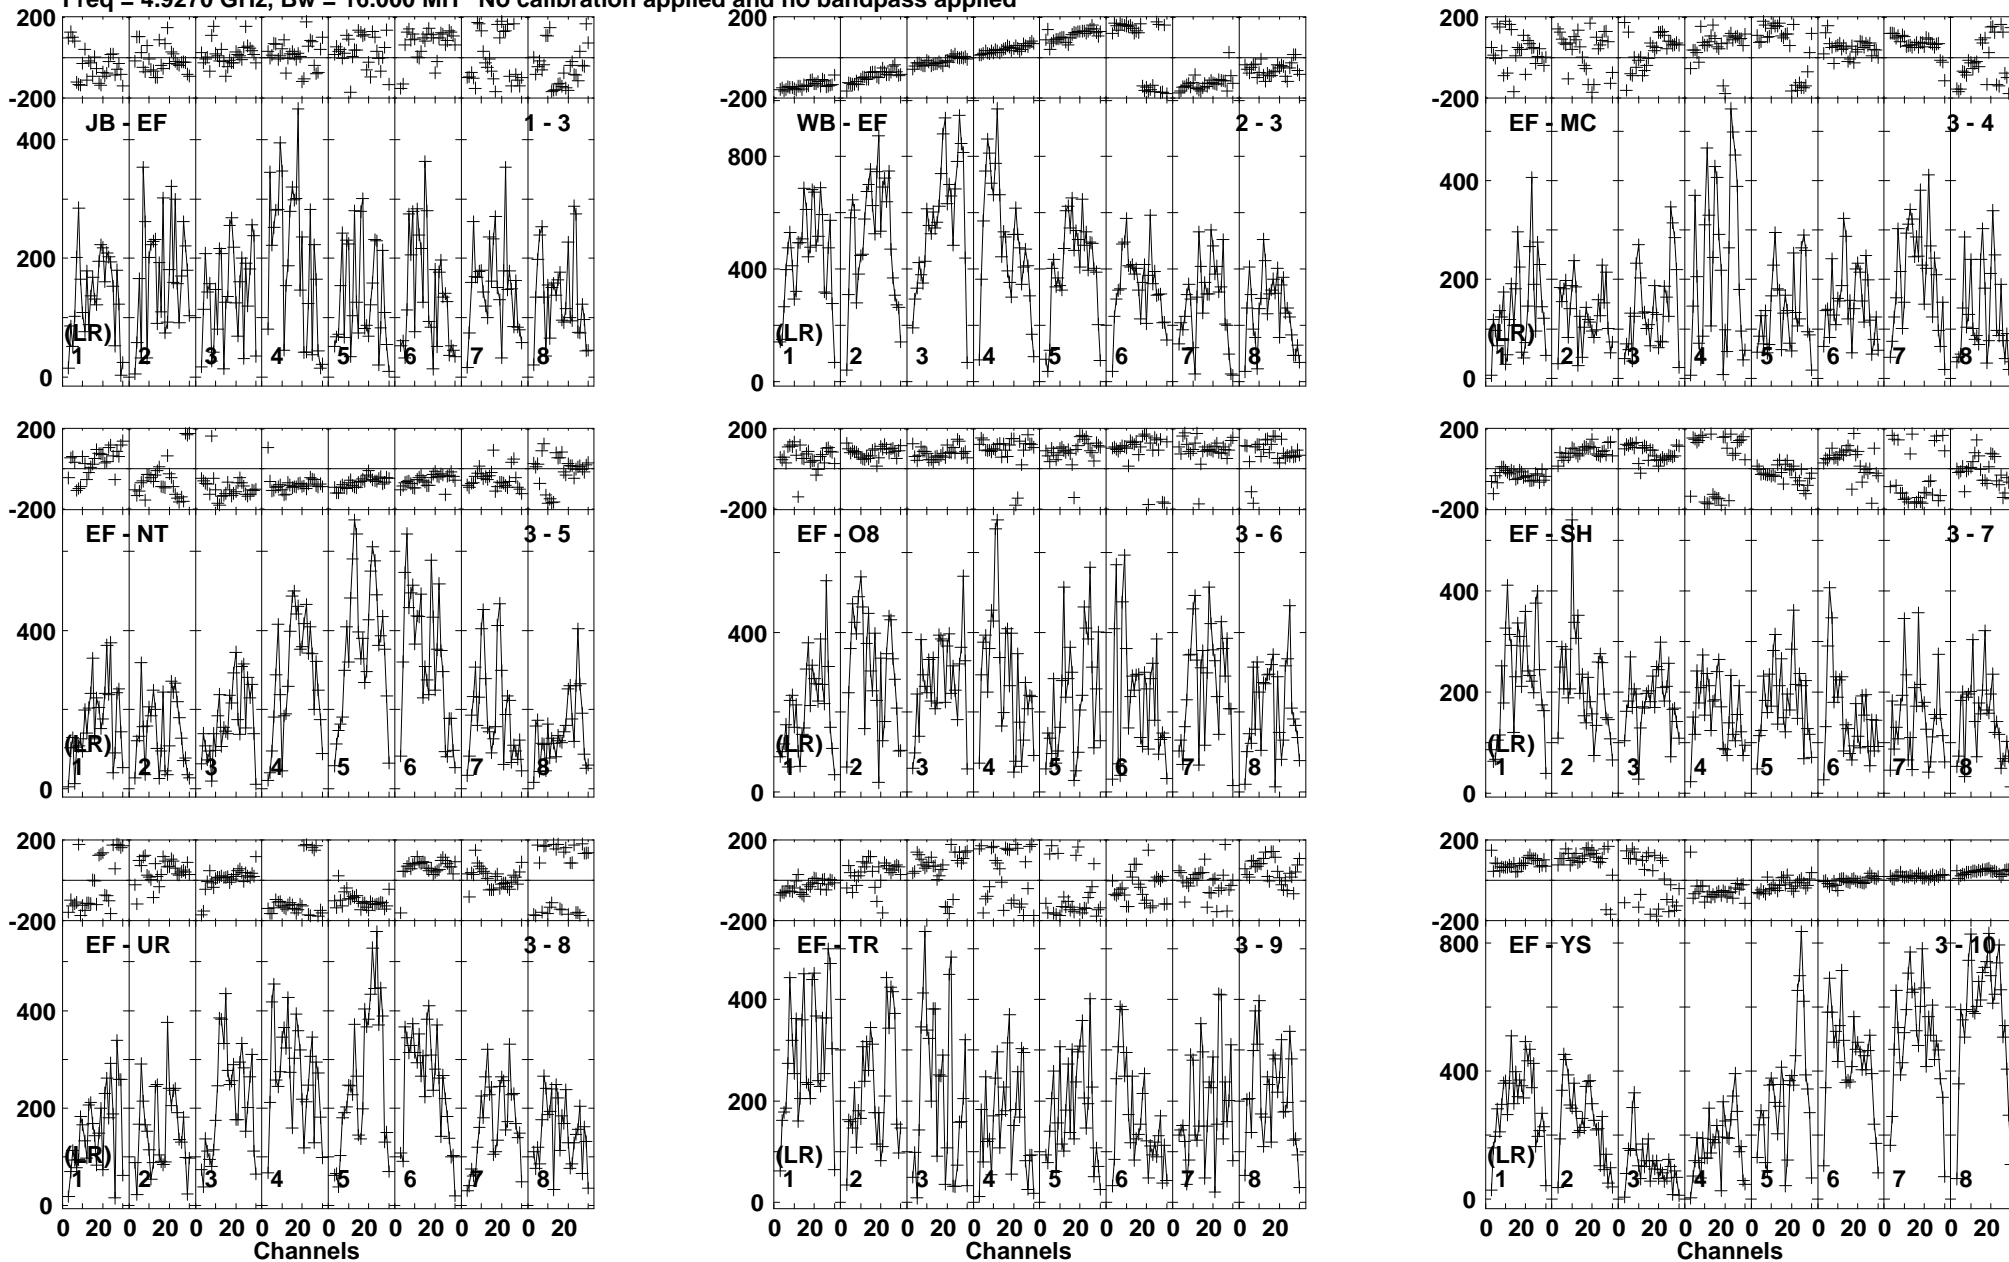 Freq = 4.9270 GHz, Bw = 16.000 MH No calibration applied and no bandpass applied
200 200 200
-200 -200 -200
JB - EF 1 - 3 WB - EF 2 - 3 EF - MC 3 - 4
400 800 400
200 400 200
(LR) (LR) (LR)
1 2 3 4 5 6 7 8 1 2 3 4 5 6 7 8 1 2 3 4 5 6 7 8
0 0 0
200 200 200
-200 -200 -200
EF - NT 3 - 5 EF - O8 3 - 6 EF - SH 3 - 7
400 400 400
200
(LR) (LR) (LR)
1 2 3 4 5 6 7 8 1 2 3 4 5 6 7 8 1 2 3 4 5 6 7 8
0 0 0
200 200 200
-200 -200 -200
EF - UR 3 - 8 EF - TR 3 - 9 EF - YS 3 - 10
400 400 800
200 200 400
(LR) (LR) (LR)
1 2 3 4 5 6 7 8 1 2 3 4 5 6 7 8 1 2 3 4 5 6 7 8
0 0 0
0 20 0 20 0 20 0 20 0 20 0 20 0 20 0 20 0 20 0 20 0 20 0 20 0 20 0 20 0 20 0 20 0 20 0 20 0 20 0 20 0 20 0 20 0 20 0 20
Channels Channels Channels